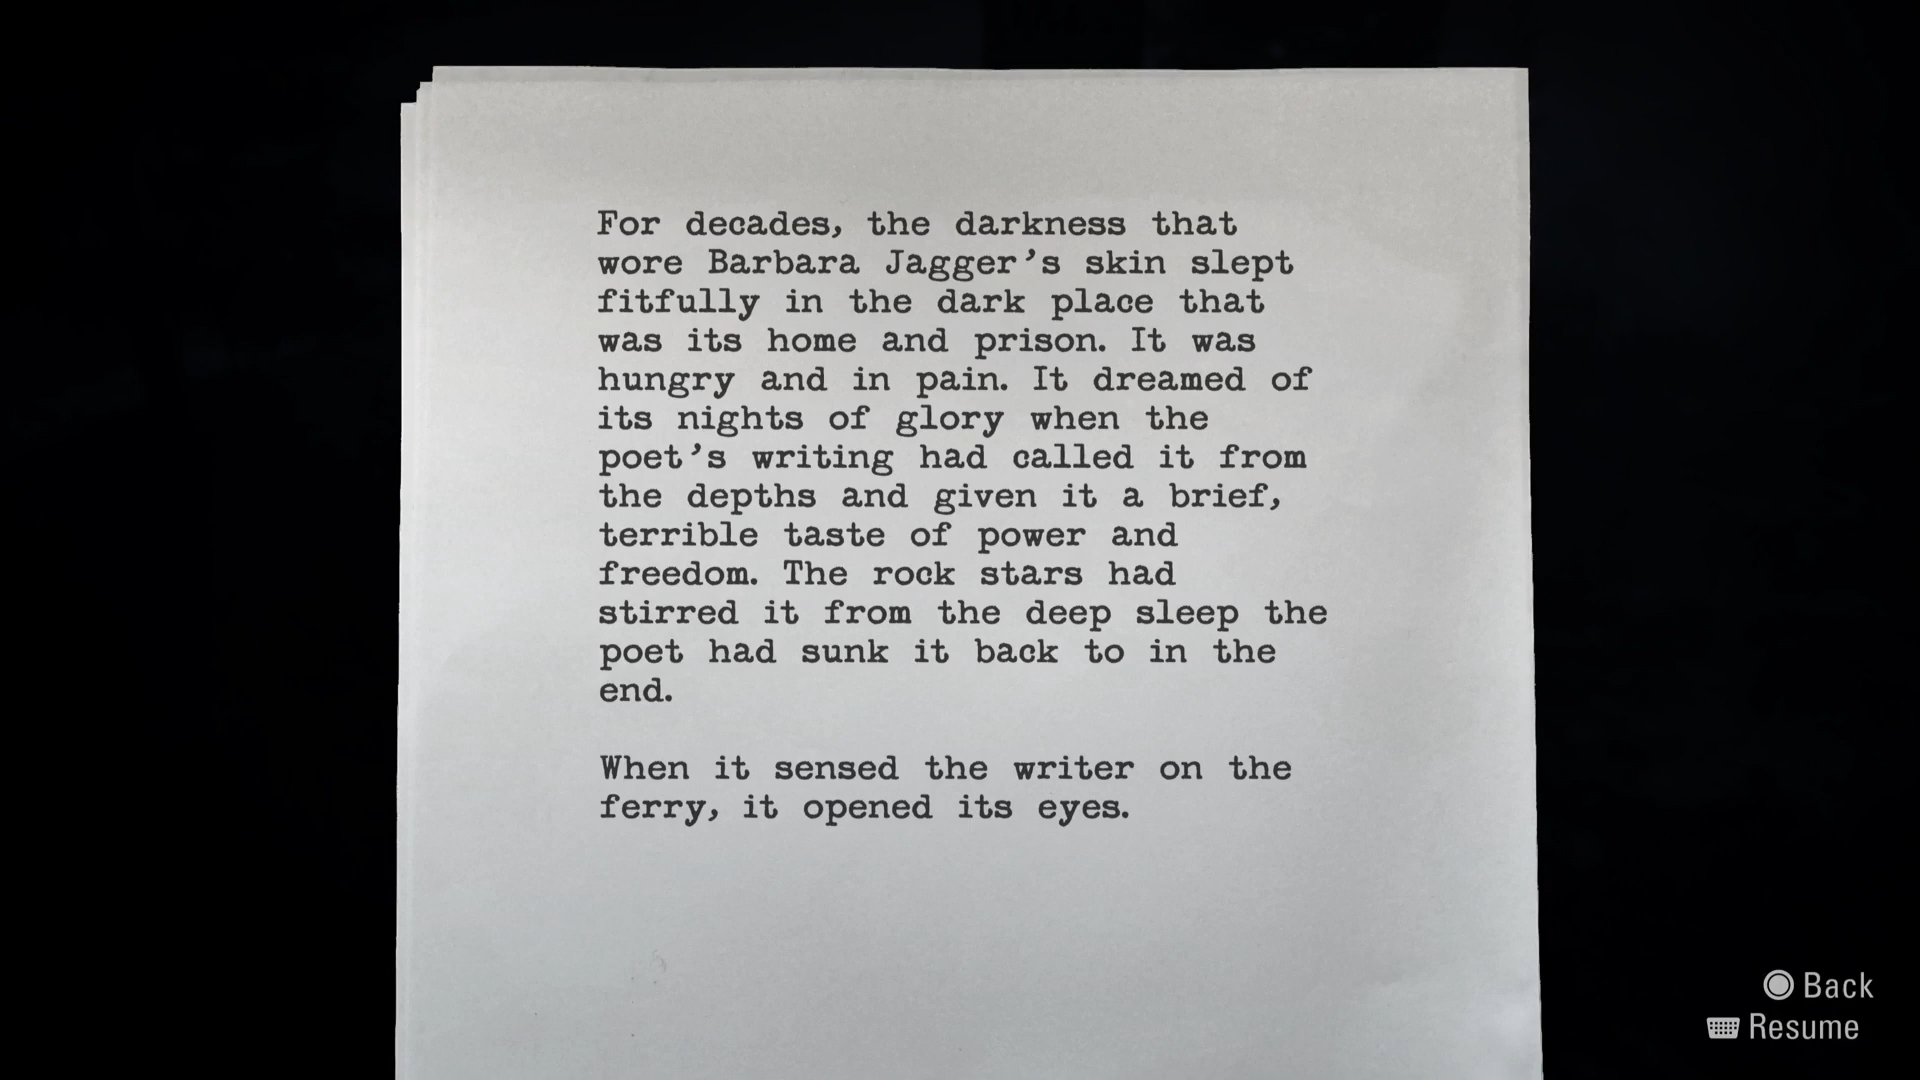 For decades, the darkness that
wore Barbara Jagger’s skin slept
fitfully in the dark place that
was its home and prison. It was
hungry and in pain. It dreamed of
its nights of glory when the
poet’s writing had called it from
the depths and given it a brief,
terrible taste of power and
freedom. The rock stars had
stirred it from the deep sleep the
poet had sunk it back to in the
end.
When it sensed the writer on the
ferry, it opened its eyes.
Back
Resume